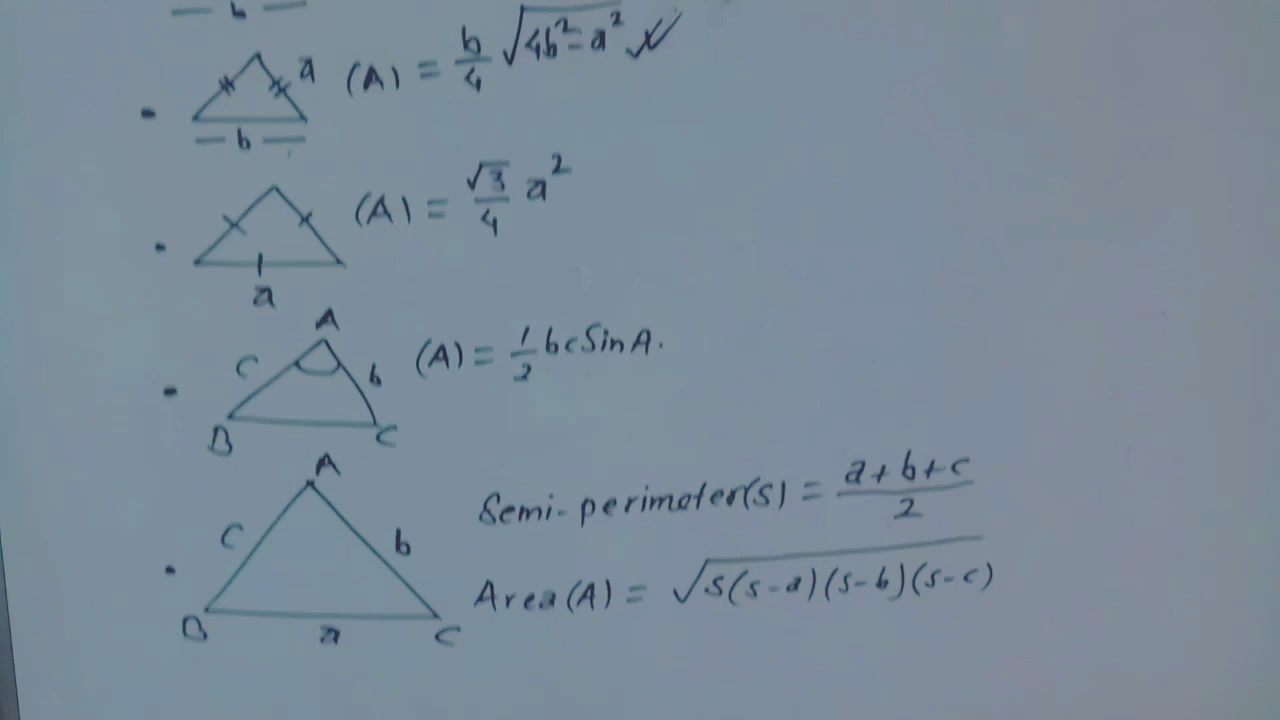 b
a (A) = b/4 √(4b² = a²)
b
(A) = √3/4 a²
a
A
c b (A) = 1/2 bc Sin A.
B C
A
Semi-perimeter(s) = a+b+c/2
c b
Area (A) = √s(s-a)(s-b)(s-c)
B a C